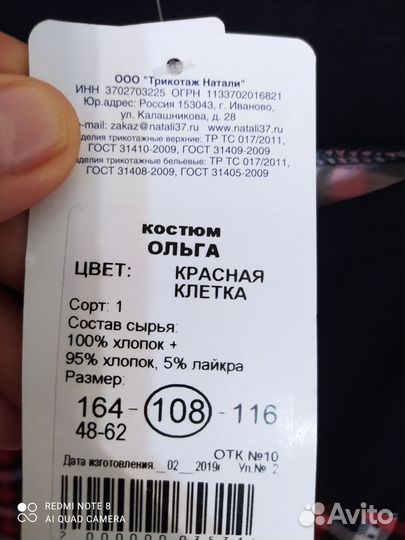 ООО "Трикотаж Натали"
ИНН 3702703225 ОГРН 1133702016821
Юр.адрес: Россия 153043, г. Иваново,
ул. Калашникова, д. 28
e-mail: zakaz@natali37.ru www.natali37.ru
зделия трикотажные верхние: ТР ТС 017/2011,
ГОСТ 31410-2009, ГОСТ 31409-2009
зделия трикотажные бельевые: ТР ТС 017/2011,
ГОСТ 31408-2009, ГОСТ 31405-2009
костюм
ОЛЬГА
ЦВЕТ: КРАСНАЯ
КЛЕТКА
Сорт: 1
Состав сырья:
100% хлопок +
95% хлопок, 5% лайкра
Размер:
164-108-116
48-62
ОТК №10
Дата изготовления. 02 2019г Уп.№ 2
REDMI NOTE 8
AI QUAD CAMERA
Avito